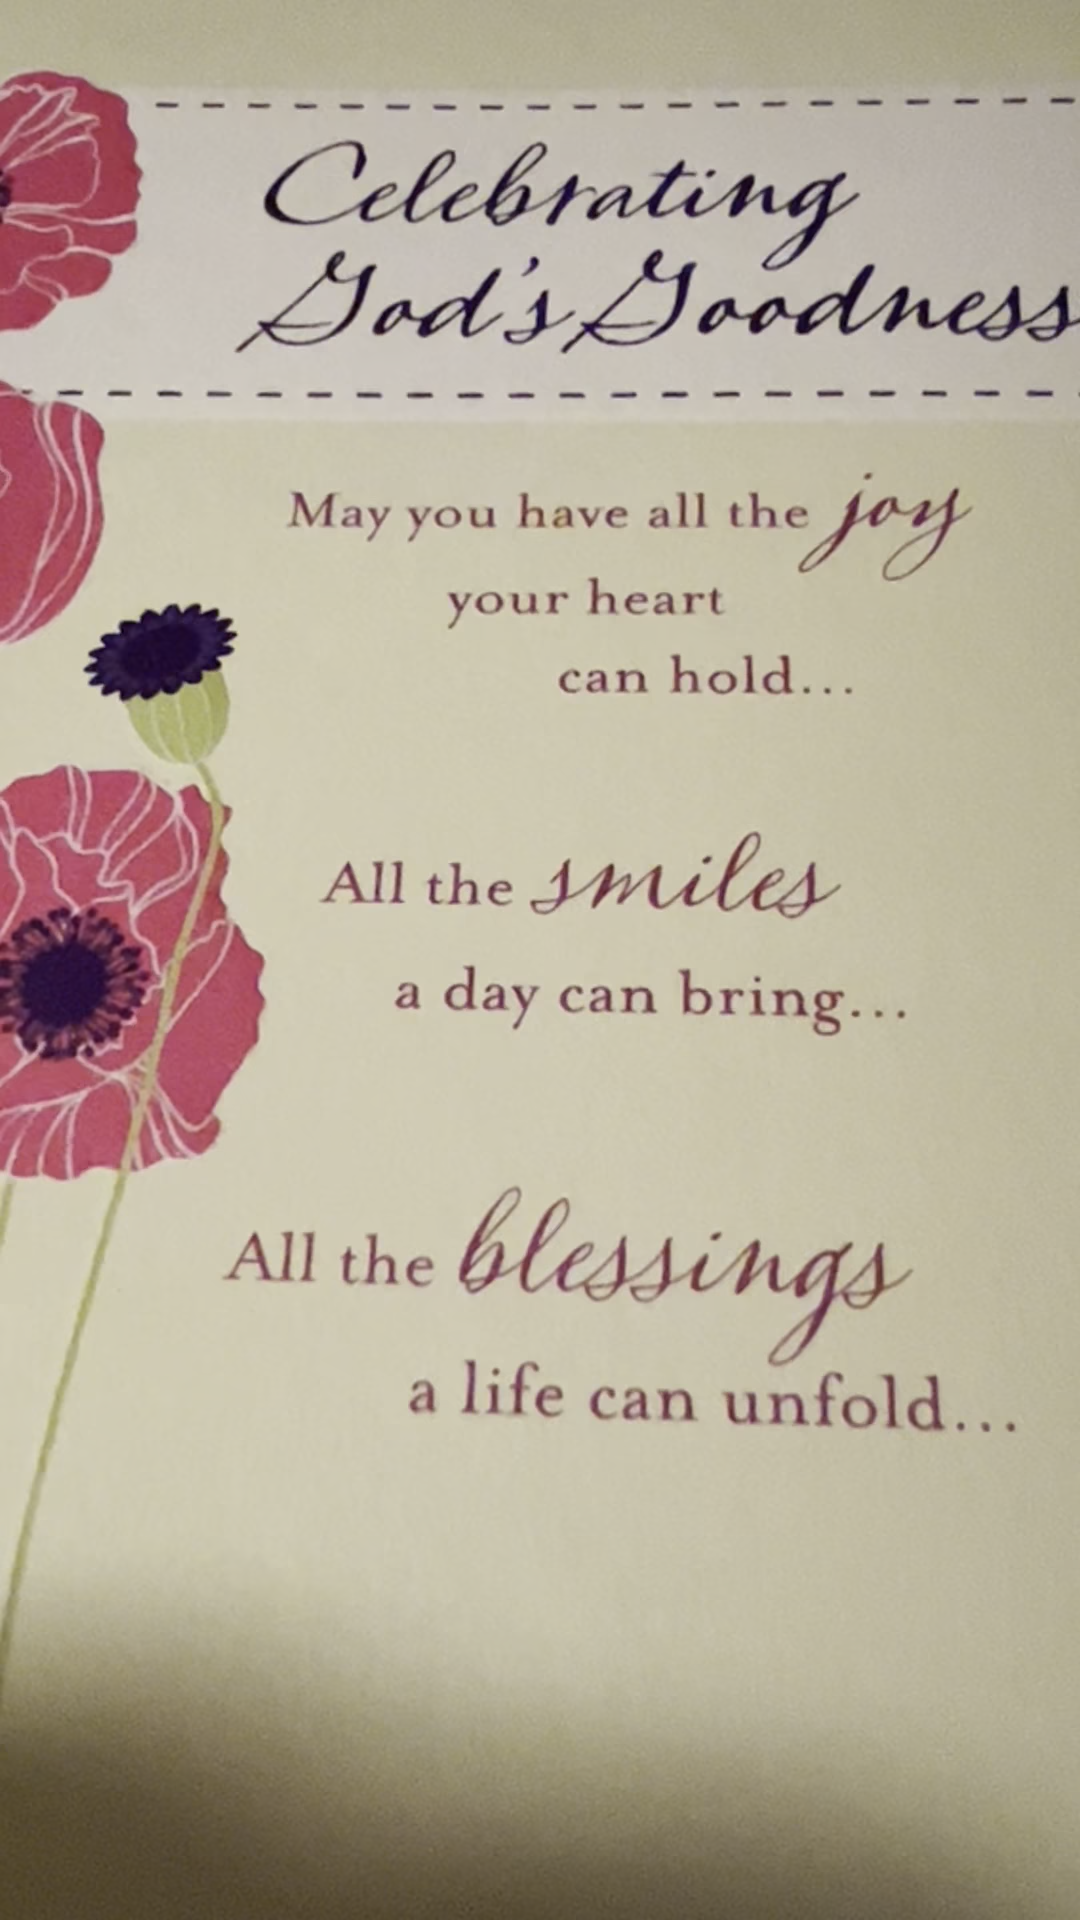 Celebrating
God's Goodness
May you have all the joy
your heart
can hold...
All the smiles
a day can bring...
All the blessings
a life can unfold...